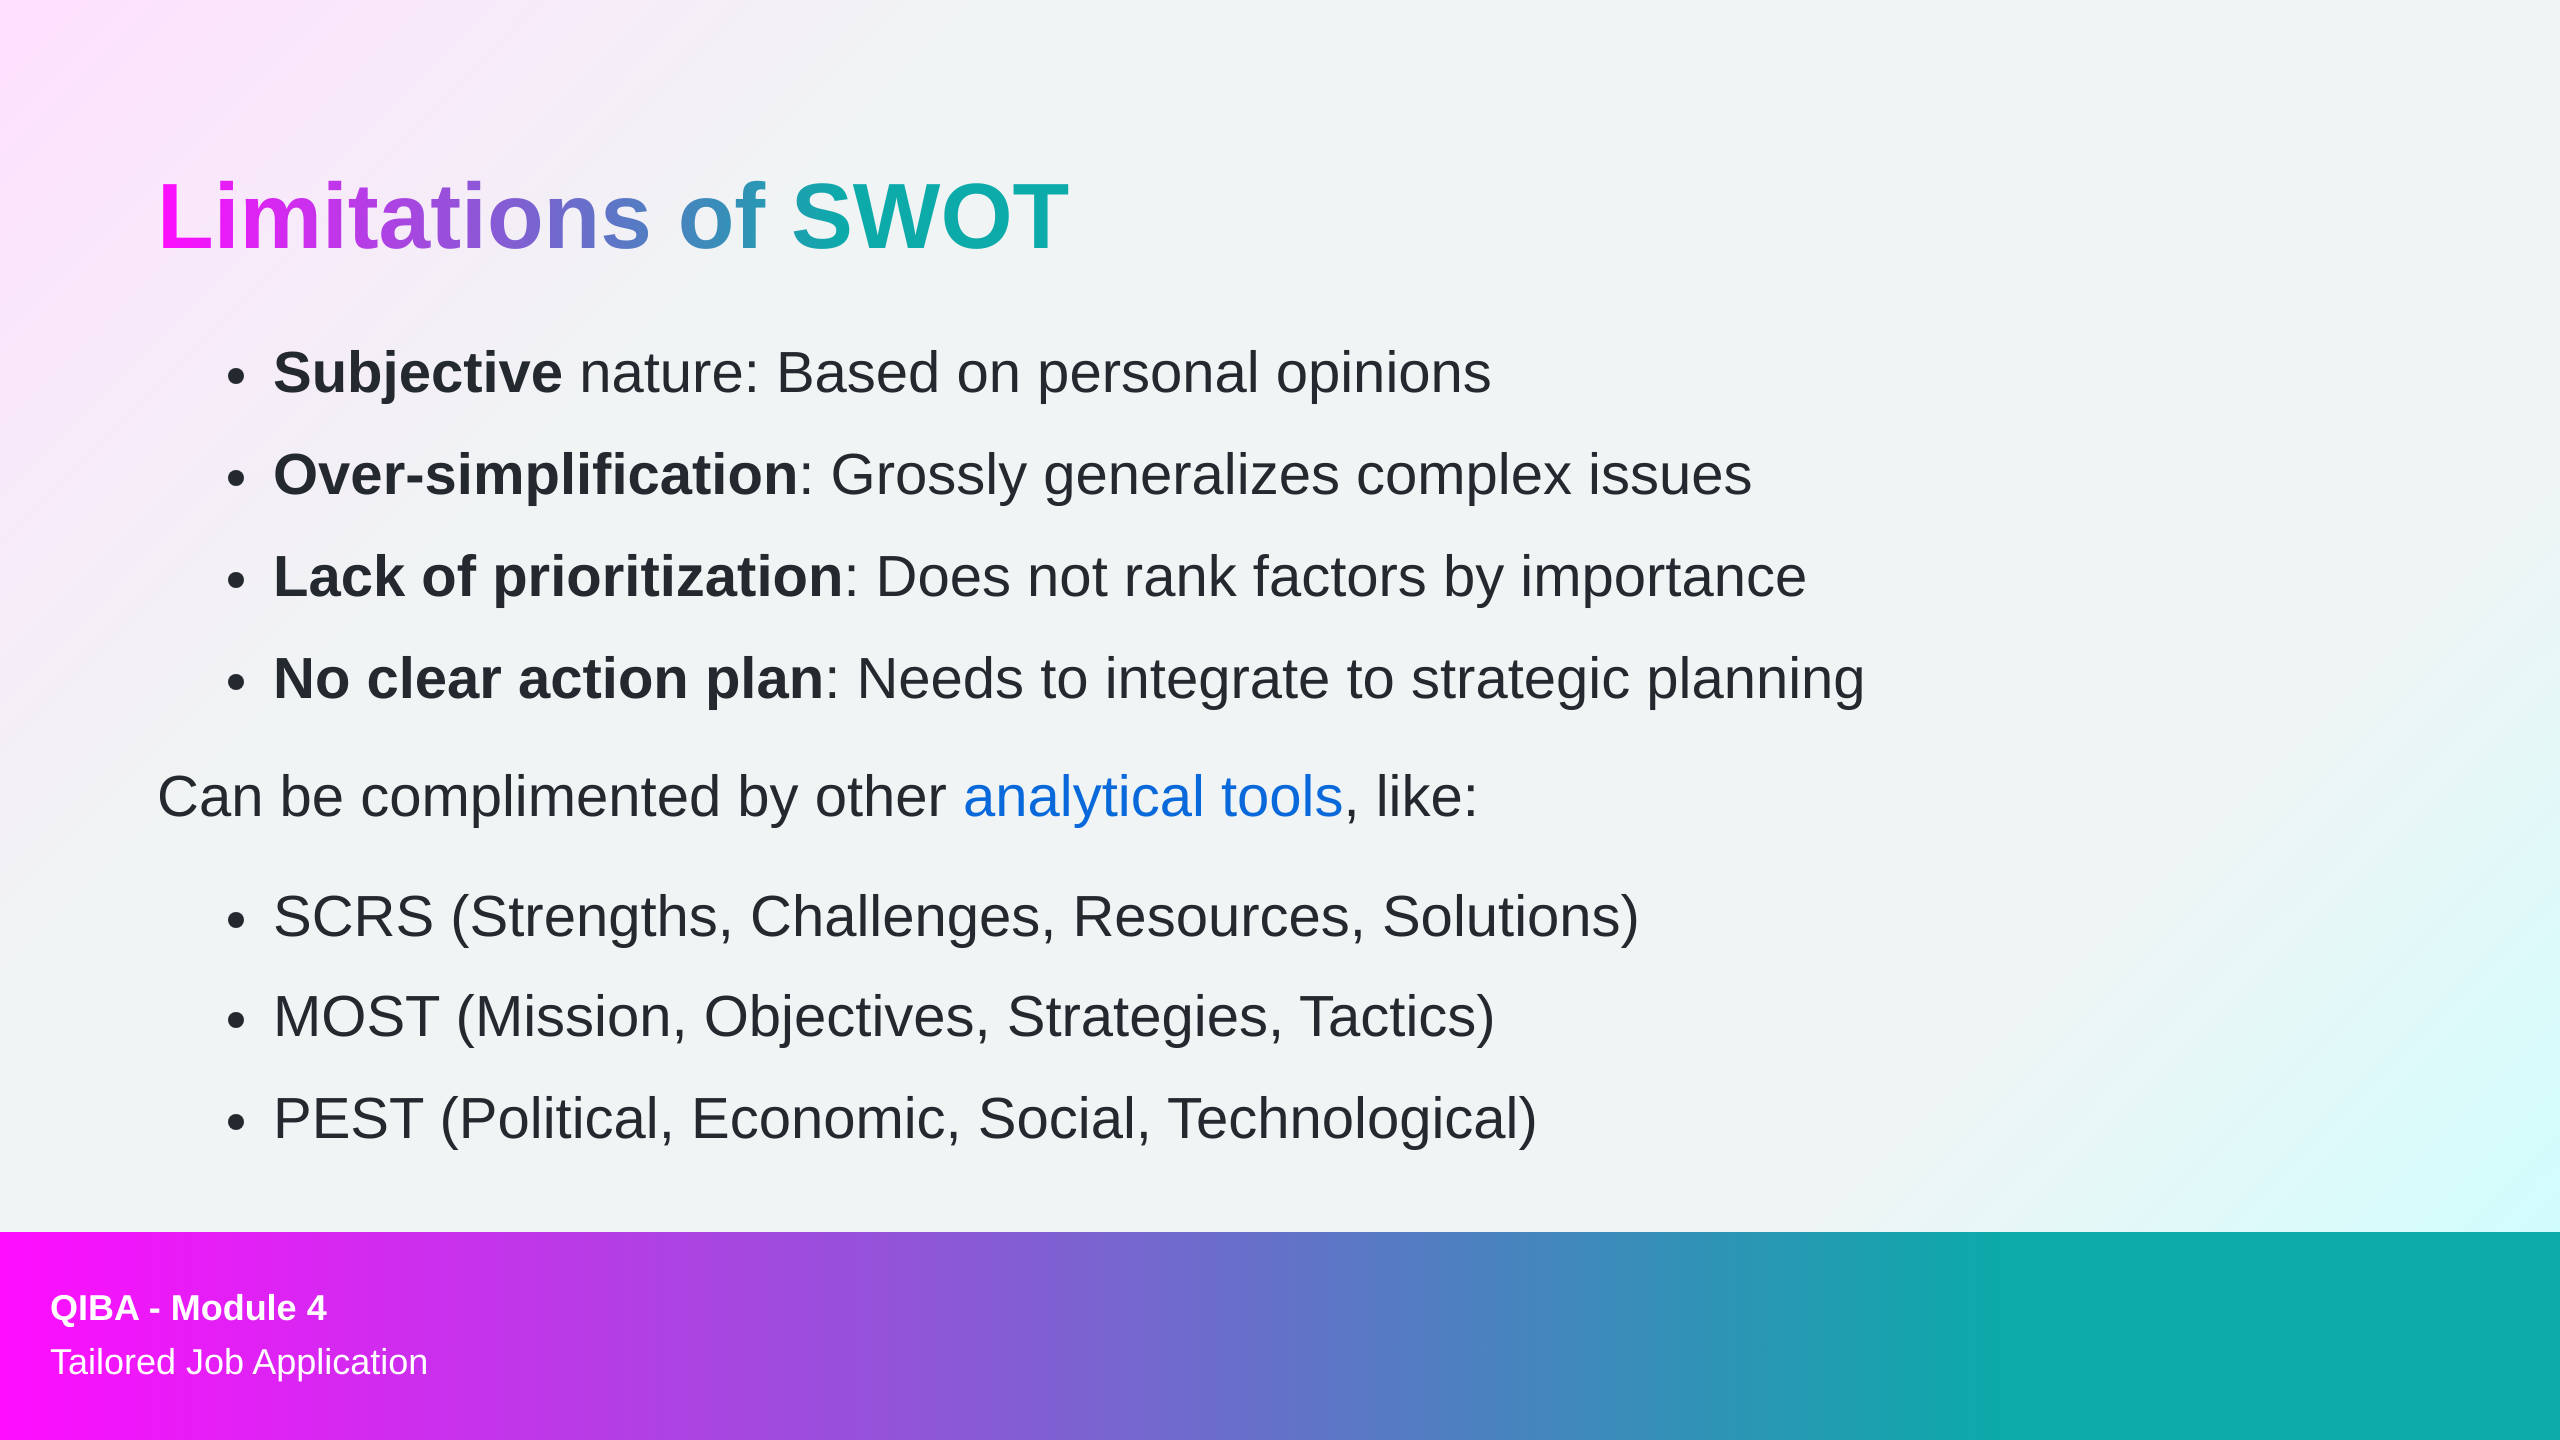 Limitations of SWOT
• Subjective nature: Based on personal opinions
• Over-simplification: Grossly generalizes complex issues
• Lack of prioritization: Does not rank factors by importance
• No clear action plan: Needs to integrate to strategic planning
Can be complimented by other analytical tools, like:
• SCRS (Strengths, Challenges, Resources, Solutions)
• MOST (Mission, Objectives, Strategies, Tactics)
• PEST (Political, Economic, Social, Technological)
QIBA - Module 4
Tailored Job Application